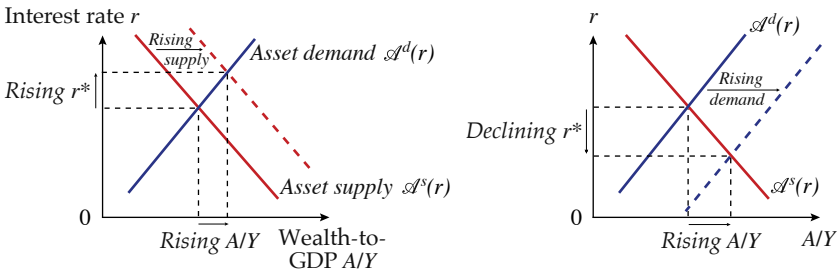 Interest rate r
Rising
supply
Asset demand 𝒜ᵈ(r)
Rising r*
Asset supply 𝒜ˢ(r)
0
Rising A/Y
Wealth-to-
GDP A/Y
r
𝒜ᵈ(r)
Rising
demand
Declining r*
𝒜ˢ(r)
0
Rising A/Y
A/Y